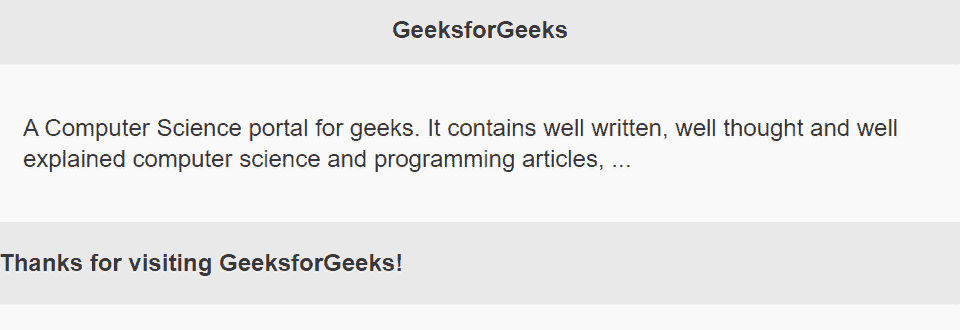 GeeksforGeeks
A Computer Science portal for geeks. It contains well written, well thought and well
explained computer science and programming articles, ...
Thanks for visiting GeeksforGeeks!